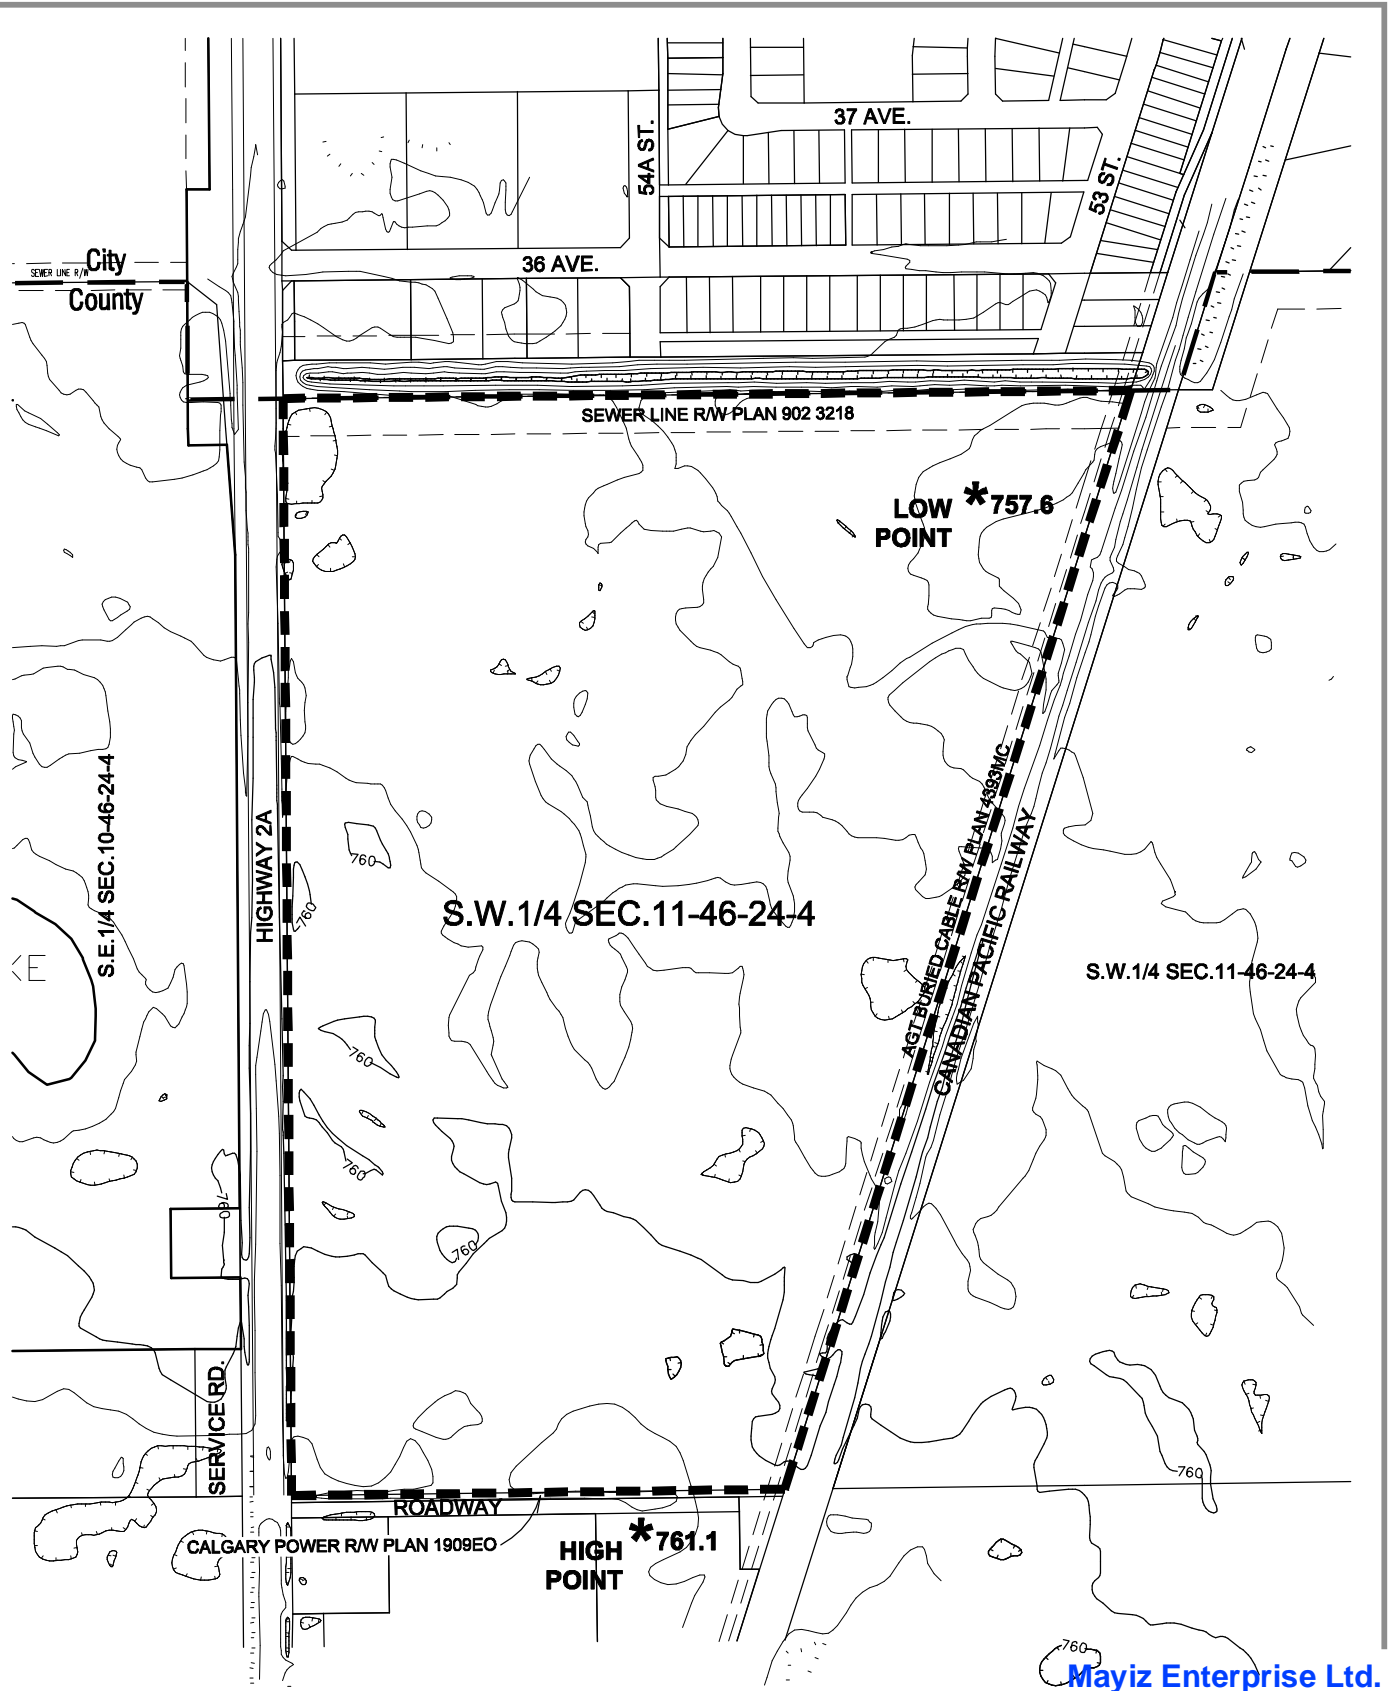 37 AVE.
54A ST.
53 ST.
36 AVE.
City
SEWER LINE R/W
County
SEWER LINE R/W PLAN 902 3218
LOW
POINT
*757.6
S.E.1/4 SEC.10-46-24-4
HIGHWAY 2A
AGT BURIED CABLE R/W PLAN 4393MC
CANADIAN PACIFIC RAILWAY
760
760
S.W.1/4 SEC.11-46-24-4
KE
S.W.1/4 SEC.11-46-24-4
760
760
760
760
SERVICE RD.
760
ROADWAY
CALGARY POWER R/W PLAN 1909EO
HIGH
POINT
*761.1
760
Mayiz Enterprise Ltd.